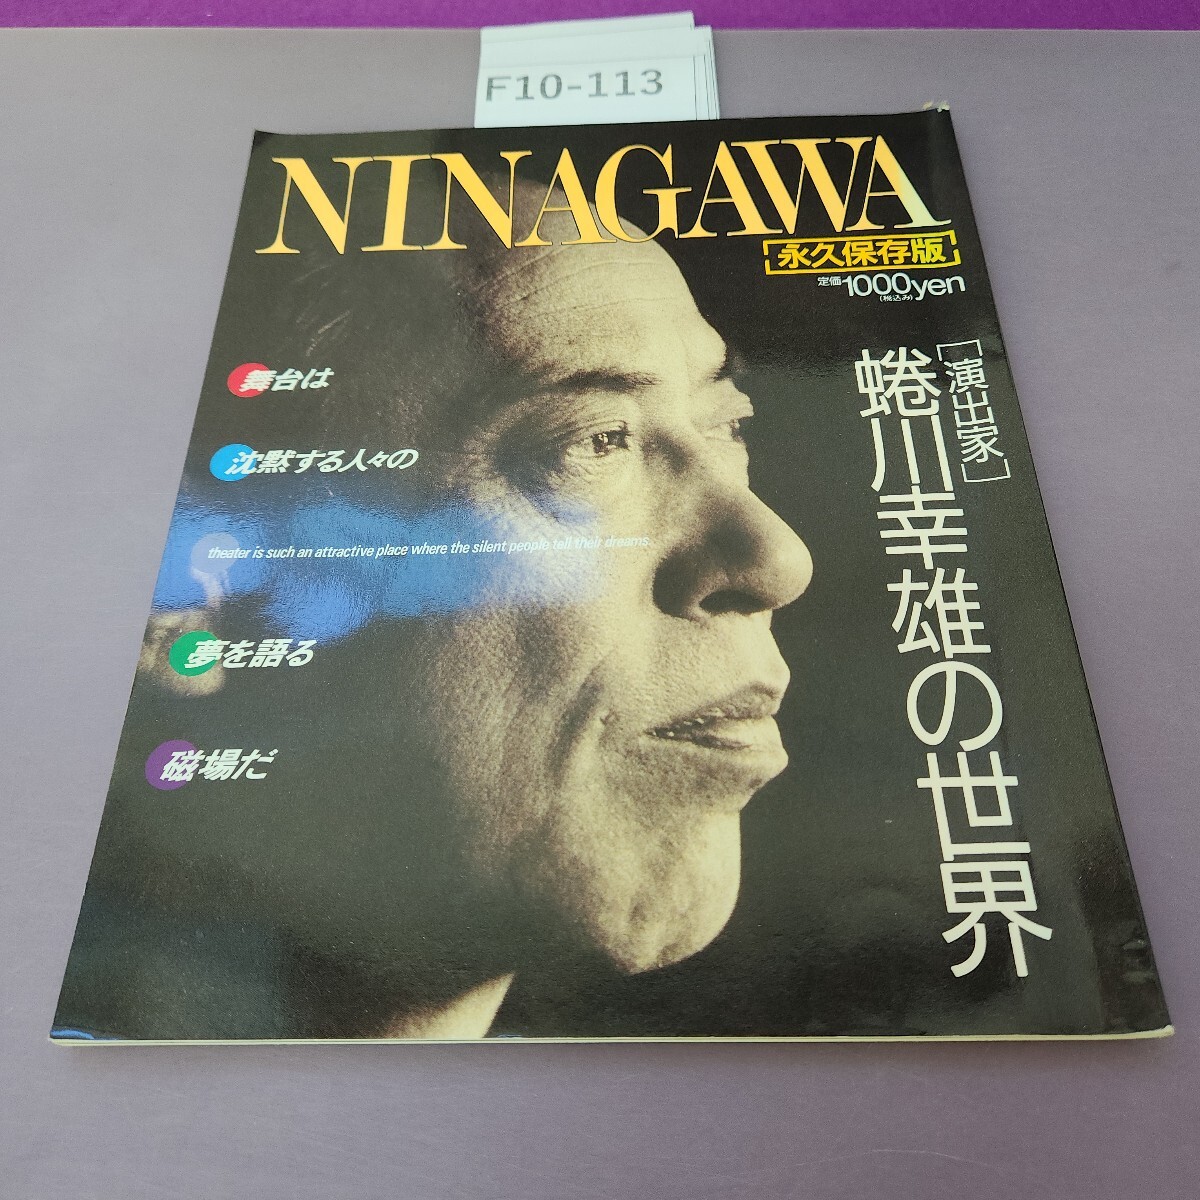 F10-113
NINAGAWA
[永久保存版]
定価1000yen
(税込み)
[演出家]
蜷川幸雄の世界
舞台は
沈黙する人々の
theater is such an attractive place where the silent people tell their dreams.
夢を語る
磁場だ